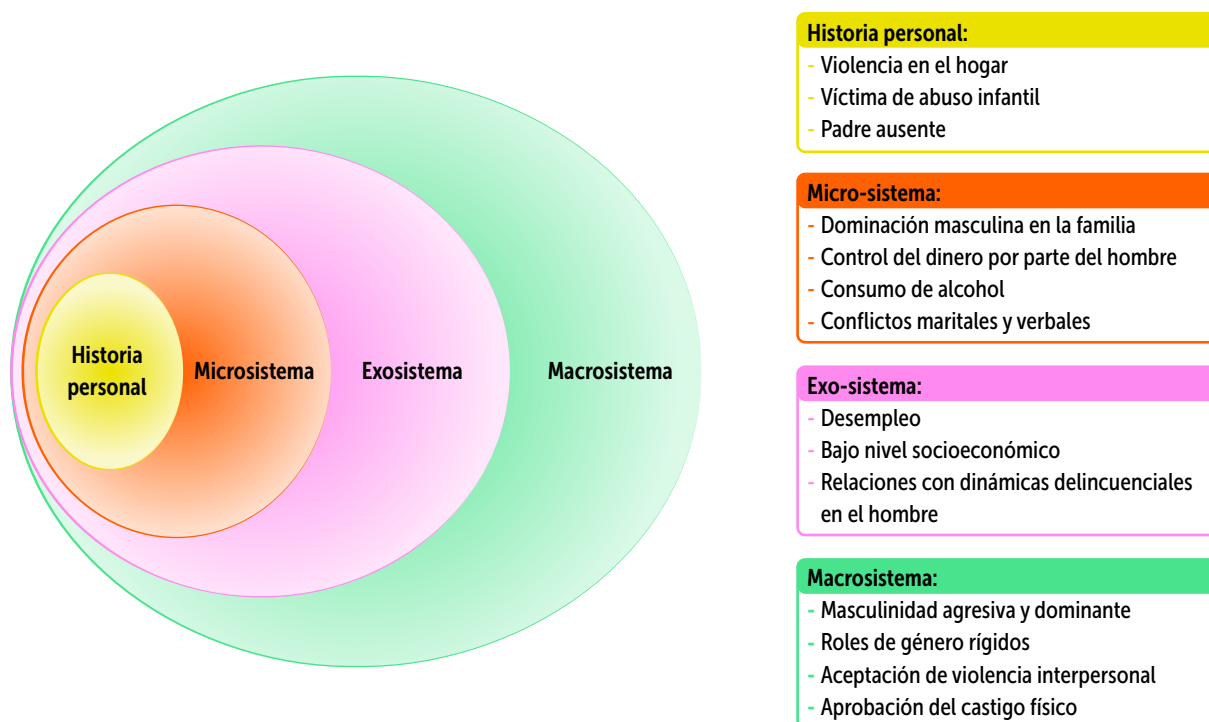 Historia
personal
Microsistema
Exosistema
Macrosistema
Historia personal:
- Violencia en el hogar
- Víctima de abuso infantil
- Padre ausente
Micro-sistema:
- Dominación masculina en la familia
- Control del dinero por parte del hombre
- Consumo de alcohol
- Conflictos maritales y verbales
Exo-sistema:
- Desempleo
- Bajo nivel socioeconómico
- Relaciones con dinámicas delincuenciales
en el hombre
Macrosistema:
- Masculinidad agresiva y dominante
- Roles de género rígidos
- Aceptación de violencia interpersonal
- Aprobación del castigo físico